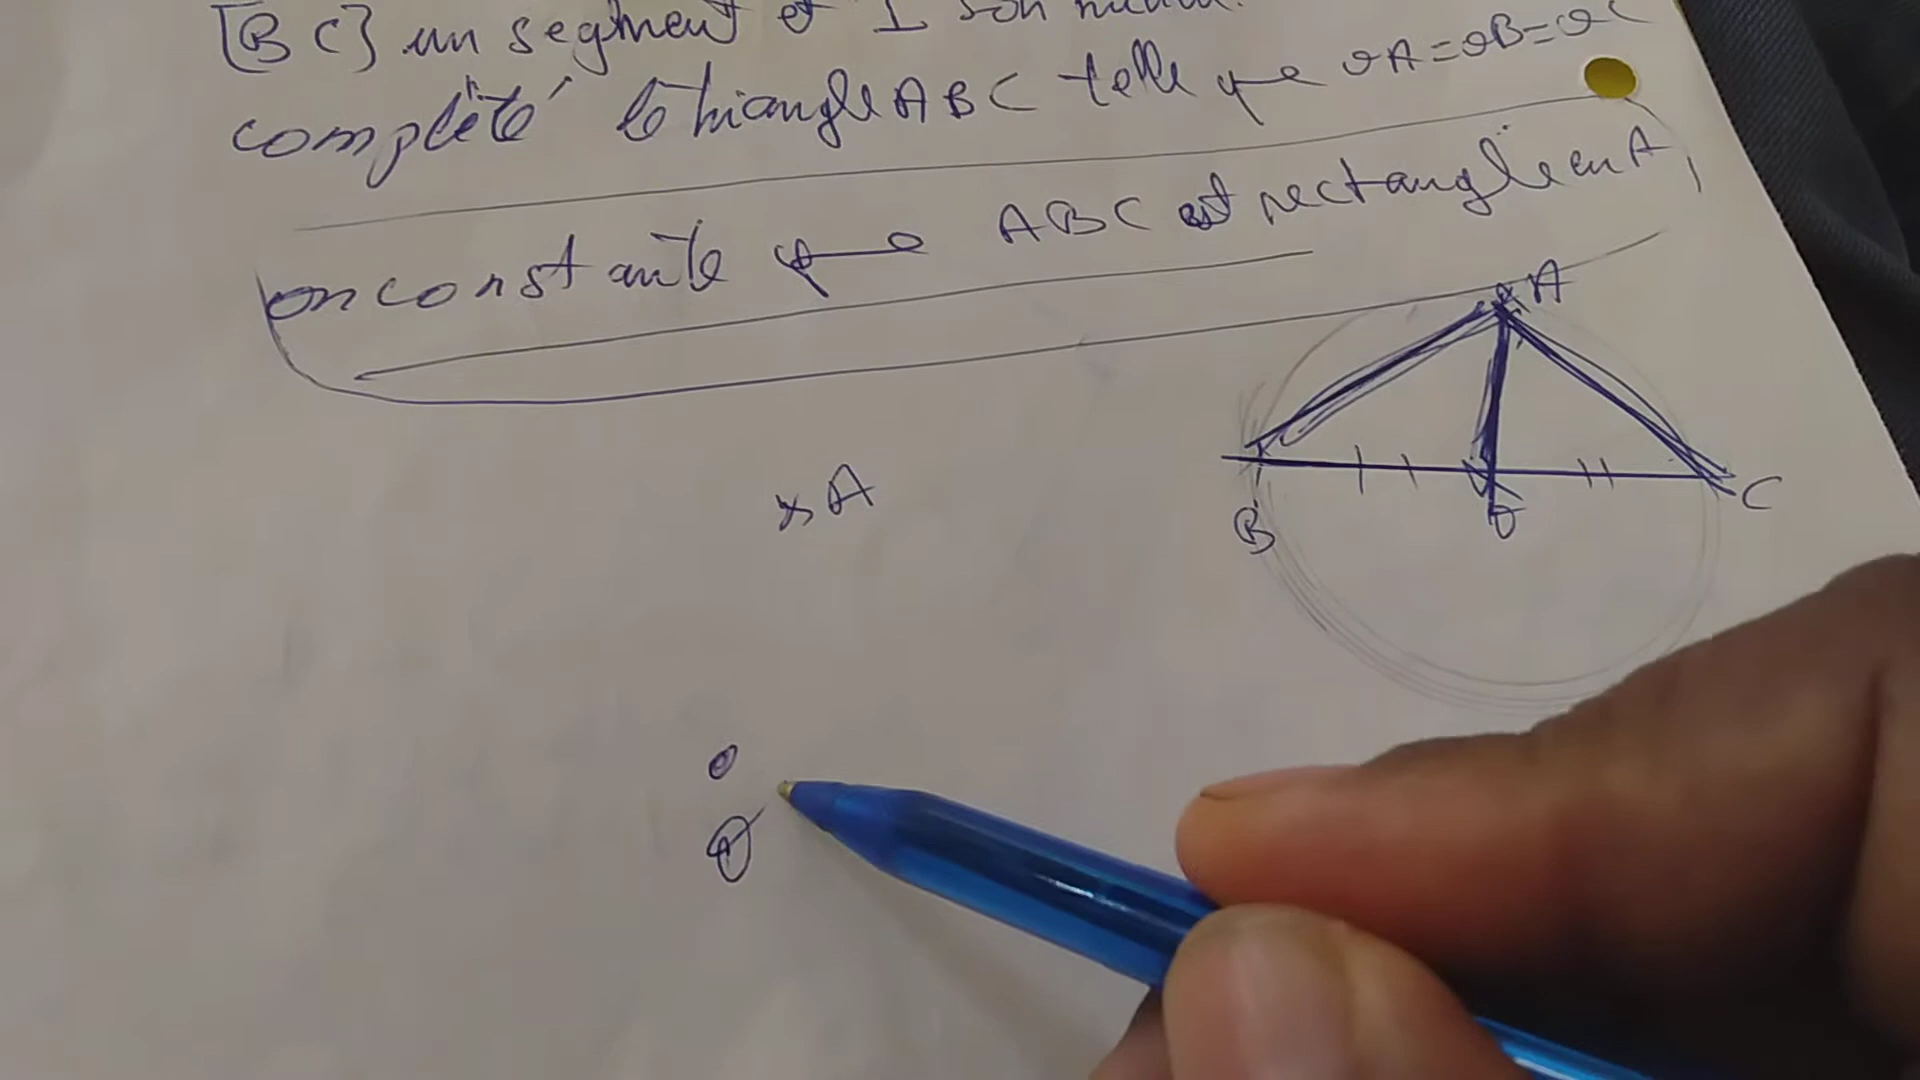 [BC] un segment et I son
complété le triangle ABC telle que OA=OB=OC
on constante que ABC est rectangle en A
A
B
O
C
x A
O